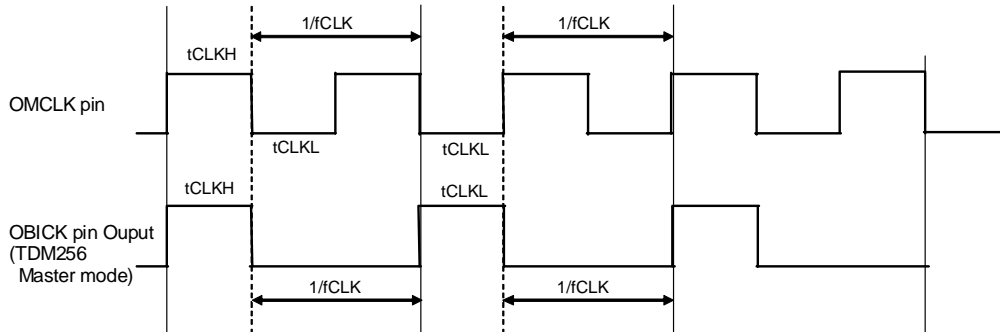 1/fCLK
1/fCLK
tCLKH
OMCLK pin
tCLKL
tCLKL
tCLKH
tCLKL
OBICK pin Ouput
(TDM256
Master mode)
1/fCLK
1/fCLK